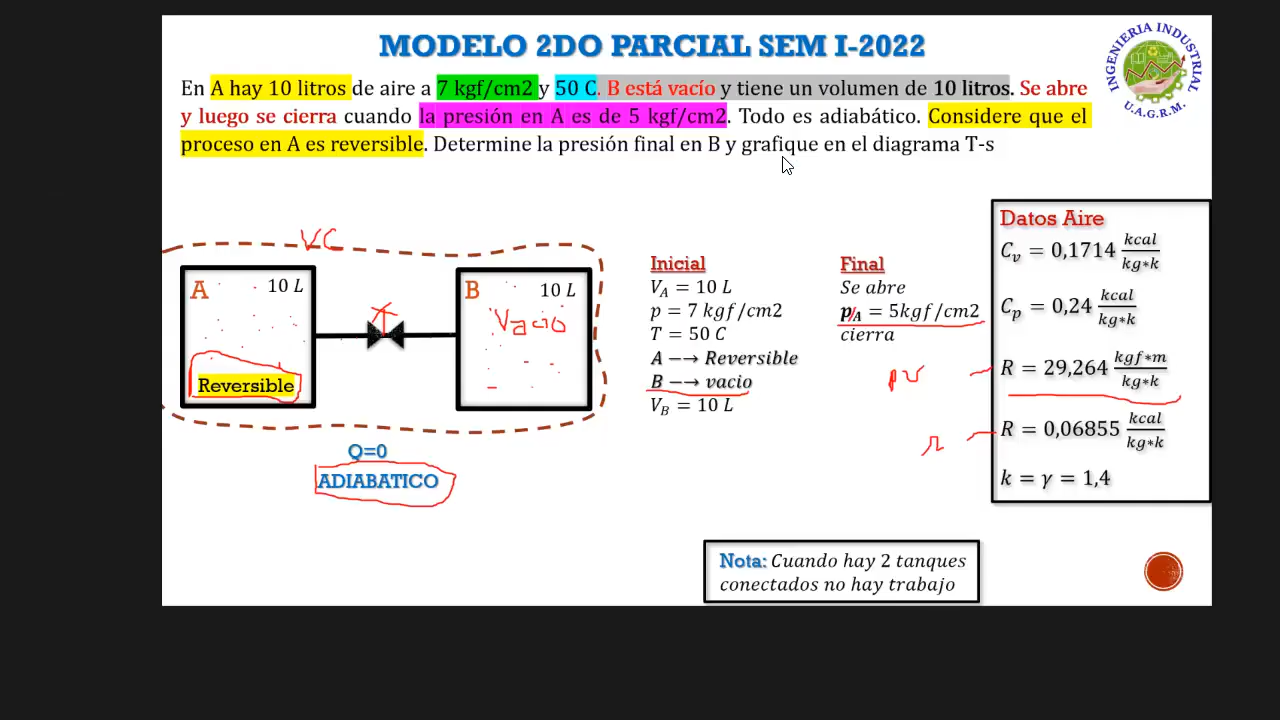 MODELO 2DO PARCIAL SEM I-2022
INGENIERIA INDUSTRIAL
U.A.G.R.M.
En A hay 10 litros de aire a 7 kgf/cm2 y 50 C. B está vacío y tiene un volumen de 10 litros. Se abre
y luego se cierra cuando la presión en A es de 5 kgf/cm2. Todo es adiabático. Considere que el
proceso en A es reversible. Determine la presión final en B y grafique en el diagrama T-s
VC
A 10 L
Reversible
B 10 L
Vacio
Q=0
ADIABATICO
Inicial
V_A = 10 L
p = 7 kgf/cm2
T = 50 C
A −→ Reversible
B −→ vacio
V_B = 10 L
Final
Se abre
p_A = 5kgf/cm2
cierra
pv
Datos Aire
C_v = 0,1714 kcal/kg∗k
C_p = 0,24 kcal/kg∗k
R = 29,264 kgf∗m/kg∗k
R = 0,06855 kcal/kg∗k
k = γ = 1,4
Nota: Cuando hay 2 tanques
conectados no hay trabajo